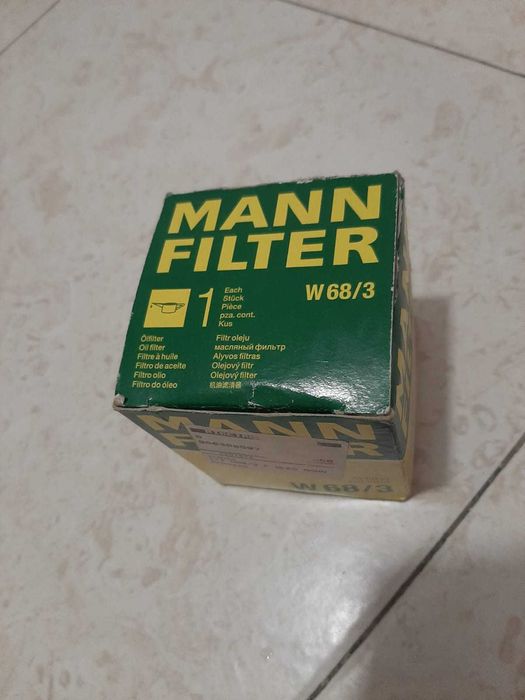 MANN
FILTER
W 68/3
1
Each
Stück
Pièce
pza. cont.
Kus
Ölfilter
Oil filter
Filtre à huile
Filtro de aceite
Filtro olio
Filtro do óleo
Filtr oleju
масляный фильтр
Alyvos filtras
Olejový filtr
Olejový filter
机油滤清器
MANN
W 68/3